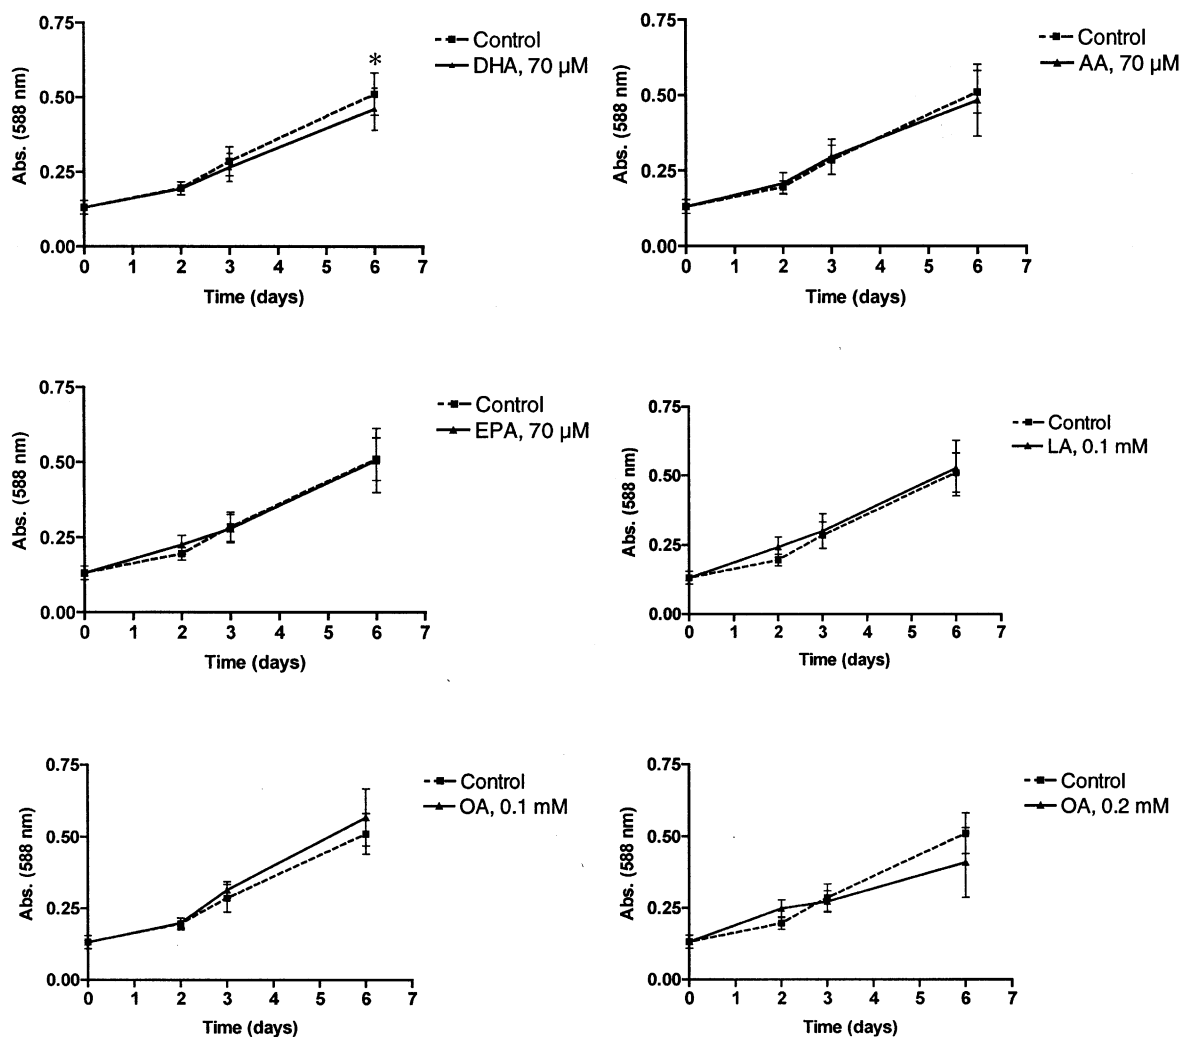 0.75
0.50
0.25
0.00
Abs. (588 nm)
0 1 2 3 4 5 6 7
Time (days)
*
Control
DHA, 70 µM
0.75
0.50
0.25
0.00
Abs. (588 nm)
0 1 2 3 4 5 6 7
Time (days)
Control
AA, 70 µM
0.75
0.50
0.25
0.00
Abs. (588 nm)
0 1 2 3 4 5 6 7
Time (days)
Control
EPA, 70 µM
0.75
0.50
0.25
0.00
Abs. (588 nm)
0 1 2 3 4 5 6 7
Time (days)
Control
LA, 0.1 mM
0.75
0.50
0.25
0.00
Abs. (588 nm)
0 1 2 3 4 5 6 7
Time (days)
Control
OA, 0.1 mM
0.75
0.50
0.25
0.00
Abs. (588 nm)
0 1 2 3 4 5 6 7
Time (days)
Control
OA, 0.2 mM